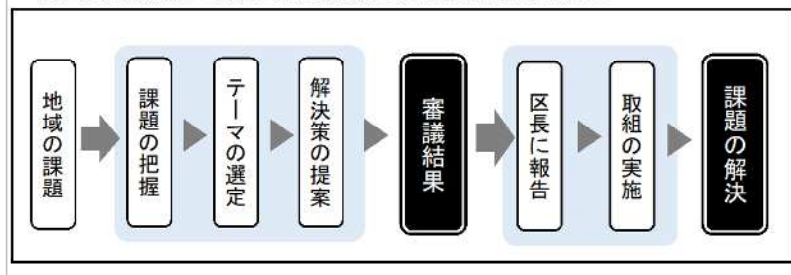 地域の課題
課題の把握
テーマの選定
解決策の提案
審議結果
区長に報告
取組の実施
課題の解決